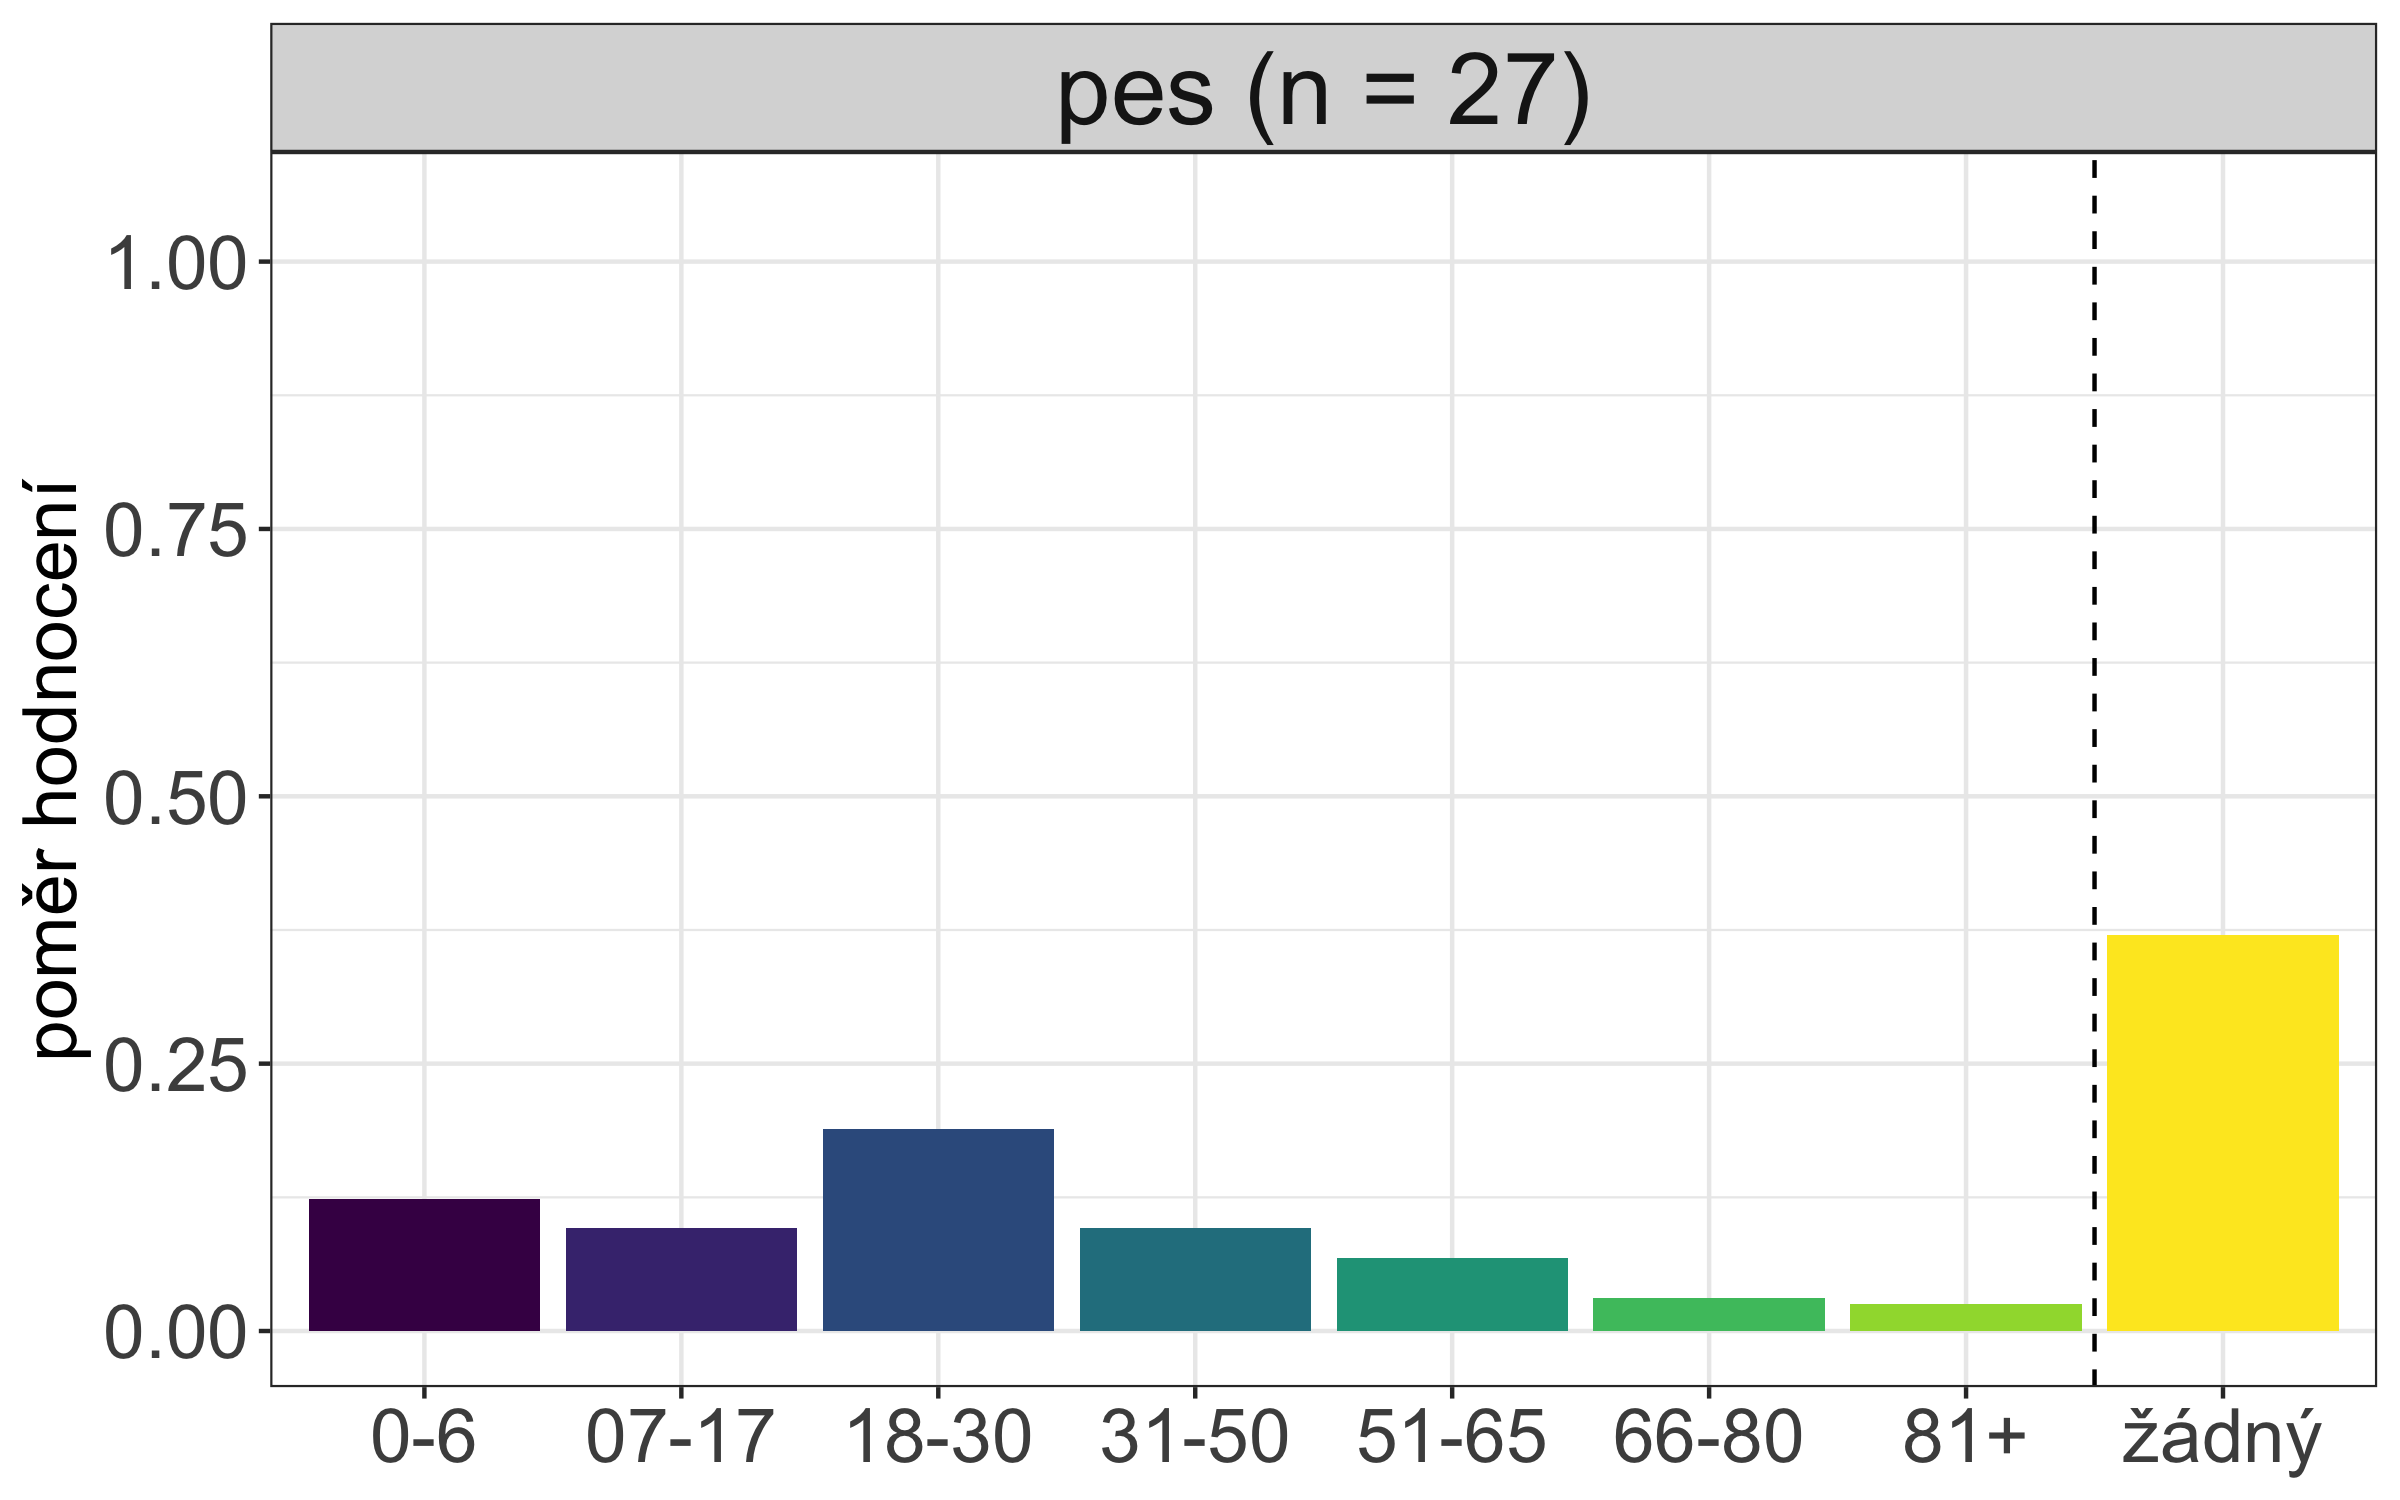 pes (n = 27)
poměr hodnocení
1.00
0.75
0.50
0.25
0.00
0-6 07-17 18-30 31-50 51-65 66-80 81+ žádný